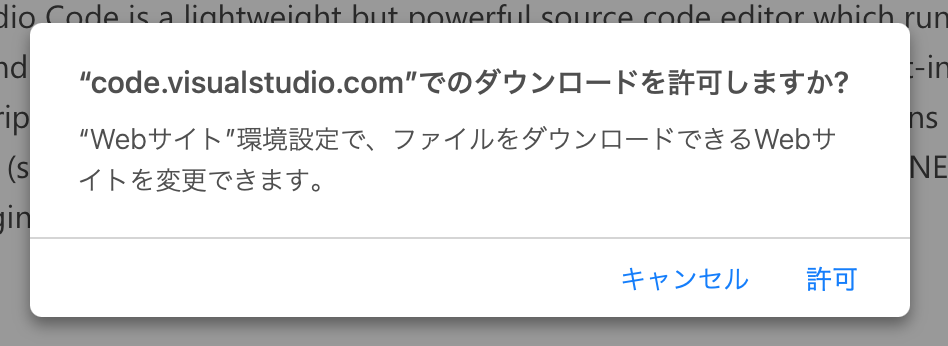 dio Code is a lightweight but powerful source code editor which run
“code.visualstudio.com”でのダウンロードを許可しますか?
nd
t-in
“Webサイト”環境設定で、ファイルをダウンロードできるWebサ
rip
ns
イトを変更できます。
(s
NE
gin
キャンセル
許可